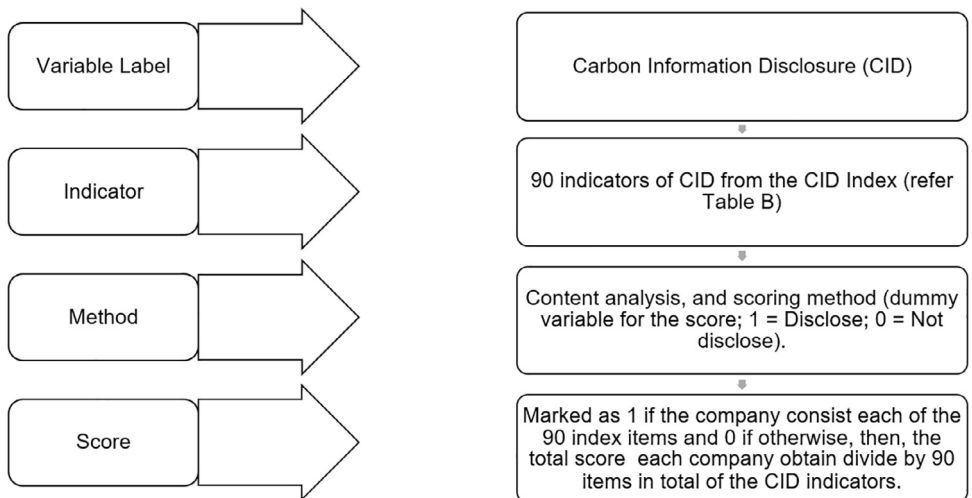 Variable Label
Carbon Information Disclosure (CID)
Indicator
90 indicators of CID from the CID Index (refer
Table B)
Method
Content analysis, and scoring method (dummy
variable for the score; 1 = Disclose; 0 = Not
disclose).
Score
Marked as 1 if the company consist each of the
90 index items and 0 if otherwise, then, the
total score each company obtain divide by 90
items in total of the CID indicators.